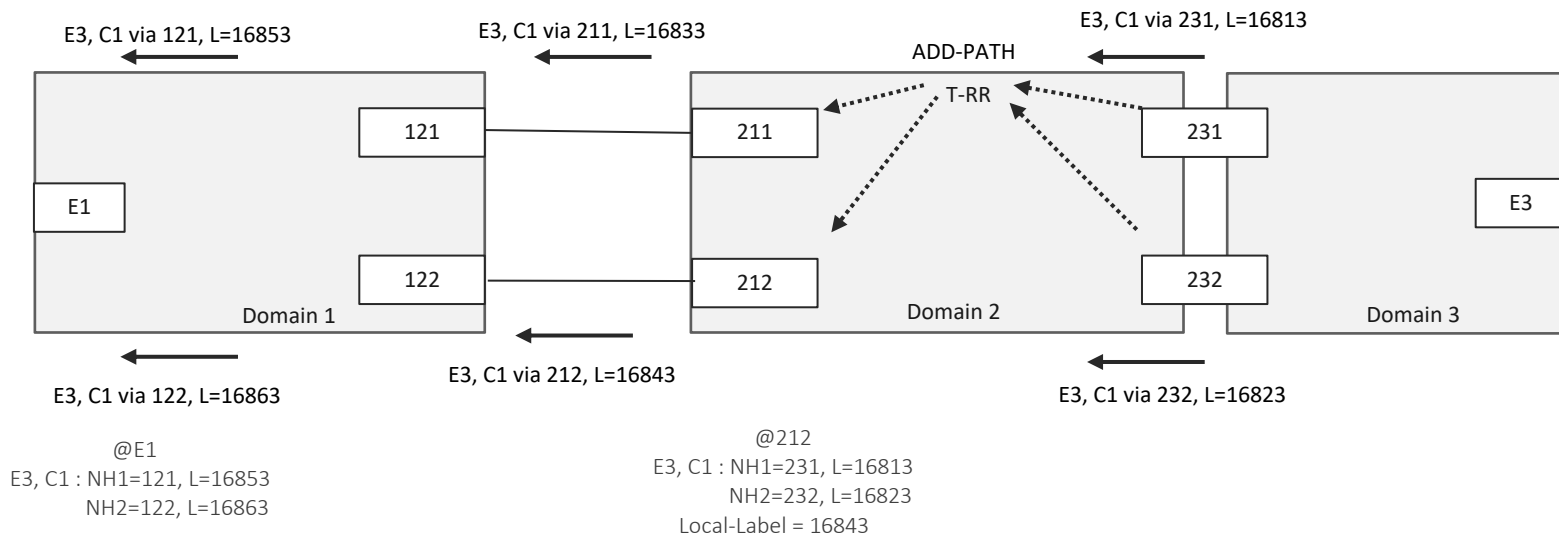 E3, C1 via 121, L=16853
E3, C1 via 211, L=16833
E3, C1 via 231, L=16813
ADD-PATH
T-RR
121
211
231
E1
E3
122
212
232
Domain 1
Domain 2
Domain 3
E3, C1 via 122, L=16863
E3, C1 via 212, L=16843
E3, C1 via 232, L=16823
@E1
E3, C1 : NH1=121, L=16853
NH2=122, L=16863
@212
E3, C1 : NH1=231, L=16813
NH2=232, L=16823
Local-Label = 16843